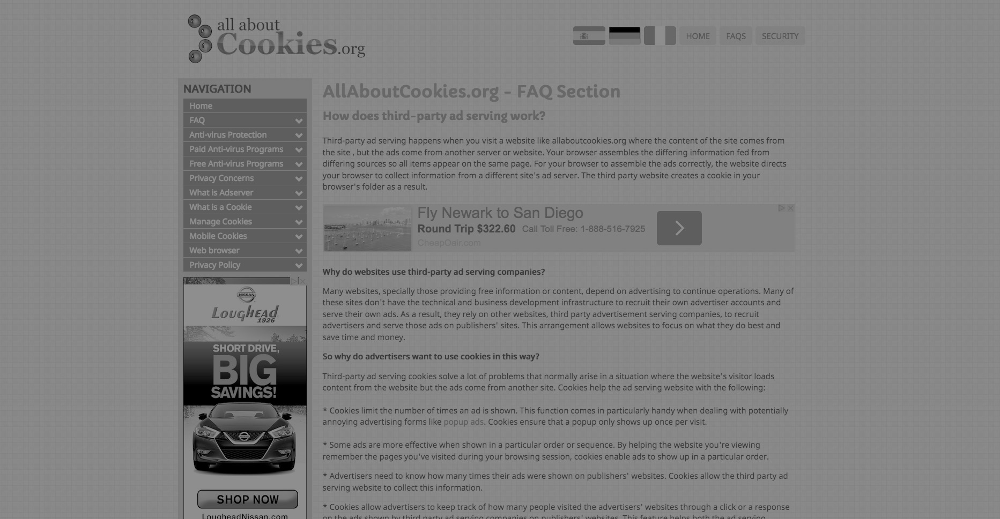 all about
Cookies.org
HOME
FAQS
SECURITY
NAVIGATION
Home
FAQ
Anti-virus Protection
Paid Anti-virus Programs
Free Anti-virus Programs
Privacy Concerns
What is Adserver
What is a Cookie
Manage Cookies
Mobile Cookies
Web browser
Privacy Policy
NISSAN
LOUGHEAD
1926
SHORT DRIVE,
BIG
SAVINGS!
SHOP NOW
LougheadNissan.com
AllAboutCookies.org - FAQ Section
How does third-party ad serving work?
Third-party ad serving happens when you visit a website like allaboutcookies.org where the content of the site comes from
the site , but the ads come from another server or website. Your browser assembles the differing information fed from
differing sources so all items appear on the same page. For your browser to assemble the ads correctly, the website directs
your browser to collect information from a different site's ad server. The third party website creates a cookie in your
browser's folder as a result.
Fly Newark to San Diego
Round Trip $322.60 Call Toll Free: 1-888-516-7925
CheapOair.com
Why do websites use third-party ad serving companies?
Many websites, specially those providing free information or content, depend on advertising to continue operations. Many of
these sites don't have the technical and business development infrastructure to recruit their own advertiser accounts and
serve their own ads. As a result, they rely on other websites, third party advertisement serving companies, to recruit
advertisers and serve those ads on publishers' sites. This arrangement allows websites to focus on what they do best and
save time and money.
So why do advertisers want to use cookies in this way?
Third-party ad serving cookies solve a lot of problems that normally arise in a situation where the website's visitor loads
content from the website but the ads come from another site. Cookies help the ad serving website with the following:
* Cookies limit the number of times an ad is shown. This function comes in particularly handy when dealing with potentially
annoying advertising forms like popup ads. Cookies ensure that a popup only shows up once per visit.
* Some ads are more effective when shown in a particular order or sequence. By helping the website you're viewing
remember the pages you've visited during your browsing session, cookies enable ads to show up in a particular order.
* Advertisers need to know how many times their ads were shown on publishers' websites. Cookies allow the third party ad
serving website to collect this information.
* Cookies allow advertisers to keep track of how many people visited the advertisers' websites through a click or a response
on the ads shown by third party ad serving companies on publishers' websites. This feature helps both the ad serving